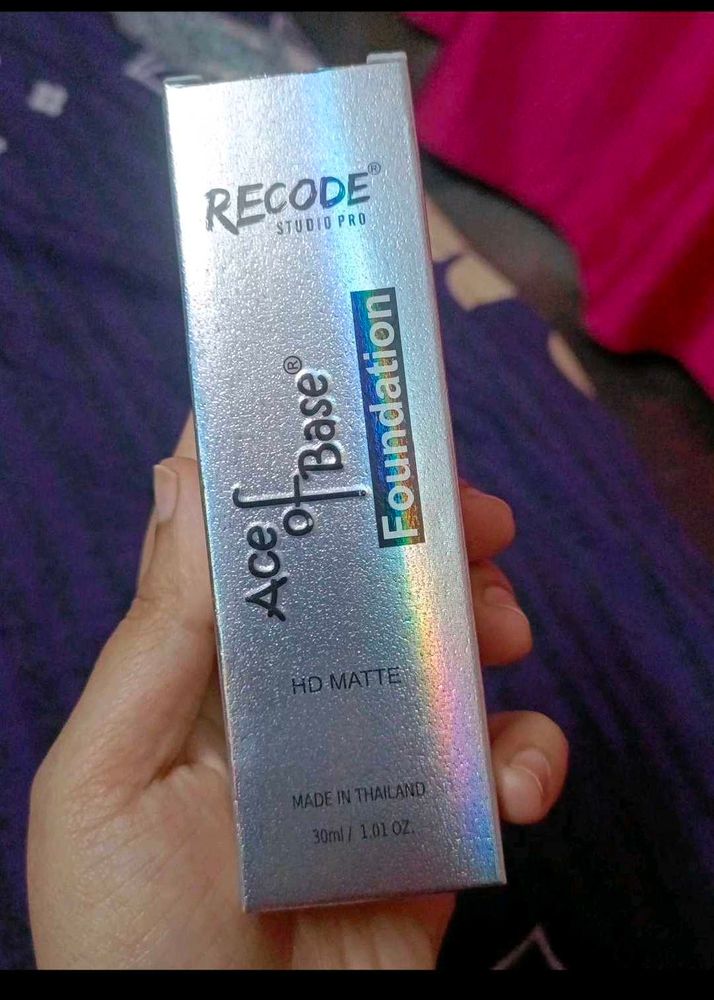 RECODE®
STUDIO PRO
Ace
of
Base®
Foundation
HD MATTE
MADE IN THAILAND
30ml / 1.01 OZ.